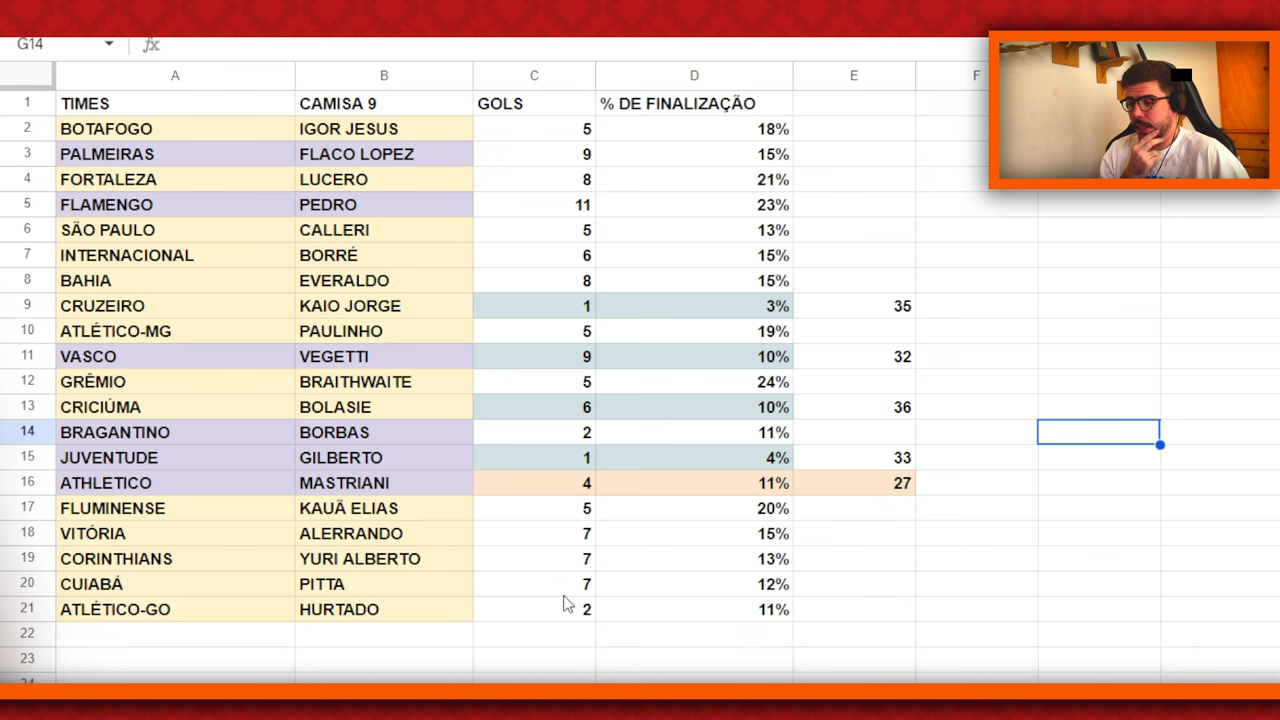 G14 fx
A B C D E F
1 TIMES CAMISA 9 GOLS % DE FINALIZAÇÃO
2 BOTAFOGO IGOR JESUS 5 18%
3 PALMEIRAS FLACO LOPEZ 9 15%
4 FORTALEZA LUCERO 8 21%
5 FLAMENGO PEDRO 11 23%
6 SÃO PAULO CALLERI 5 13%
7 INTERNACIONAL BORRÉ 6 15%
8 BAHIA EVERALDO 8 15%
9 CRUZEIRO KAIO JORGE 1 3% 35
10 ATLÉTICO-MG PAULINHO 5 19%
11 VASCO VEGETTI 9 10% 32
12 GRÊMIO BRAITHWAITE 5 24%
13 CRICIÚMA BOLASIE 6 10% 36
14 BRAGANTINO BORBAS 2 11%
15 JUVENTUDE GILBERTO 1 4% 33
16 ATHLETICO MASTRIANI 4 11% 27
17 FLUMINENSE KAUÃ ELIAS 5 20%
18 VITÓRIA ALERRANDO 7 15%
19 CORINTHIANS YURI ALBERTO 7 13%
20 CUIABÁ PITTA 7 12%
21 ATLÉTICO-GO HURTADO 2 11%
22
23